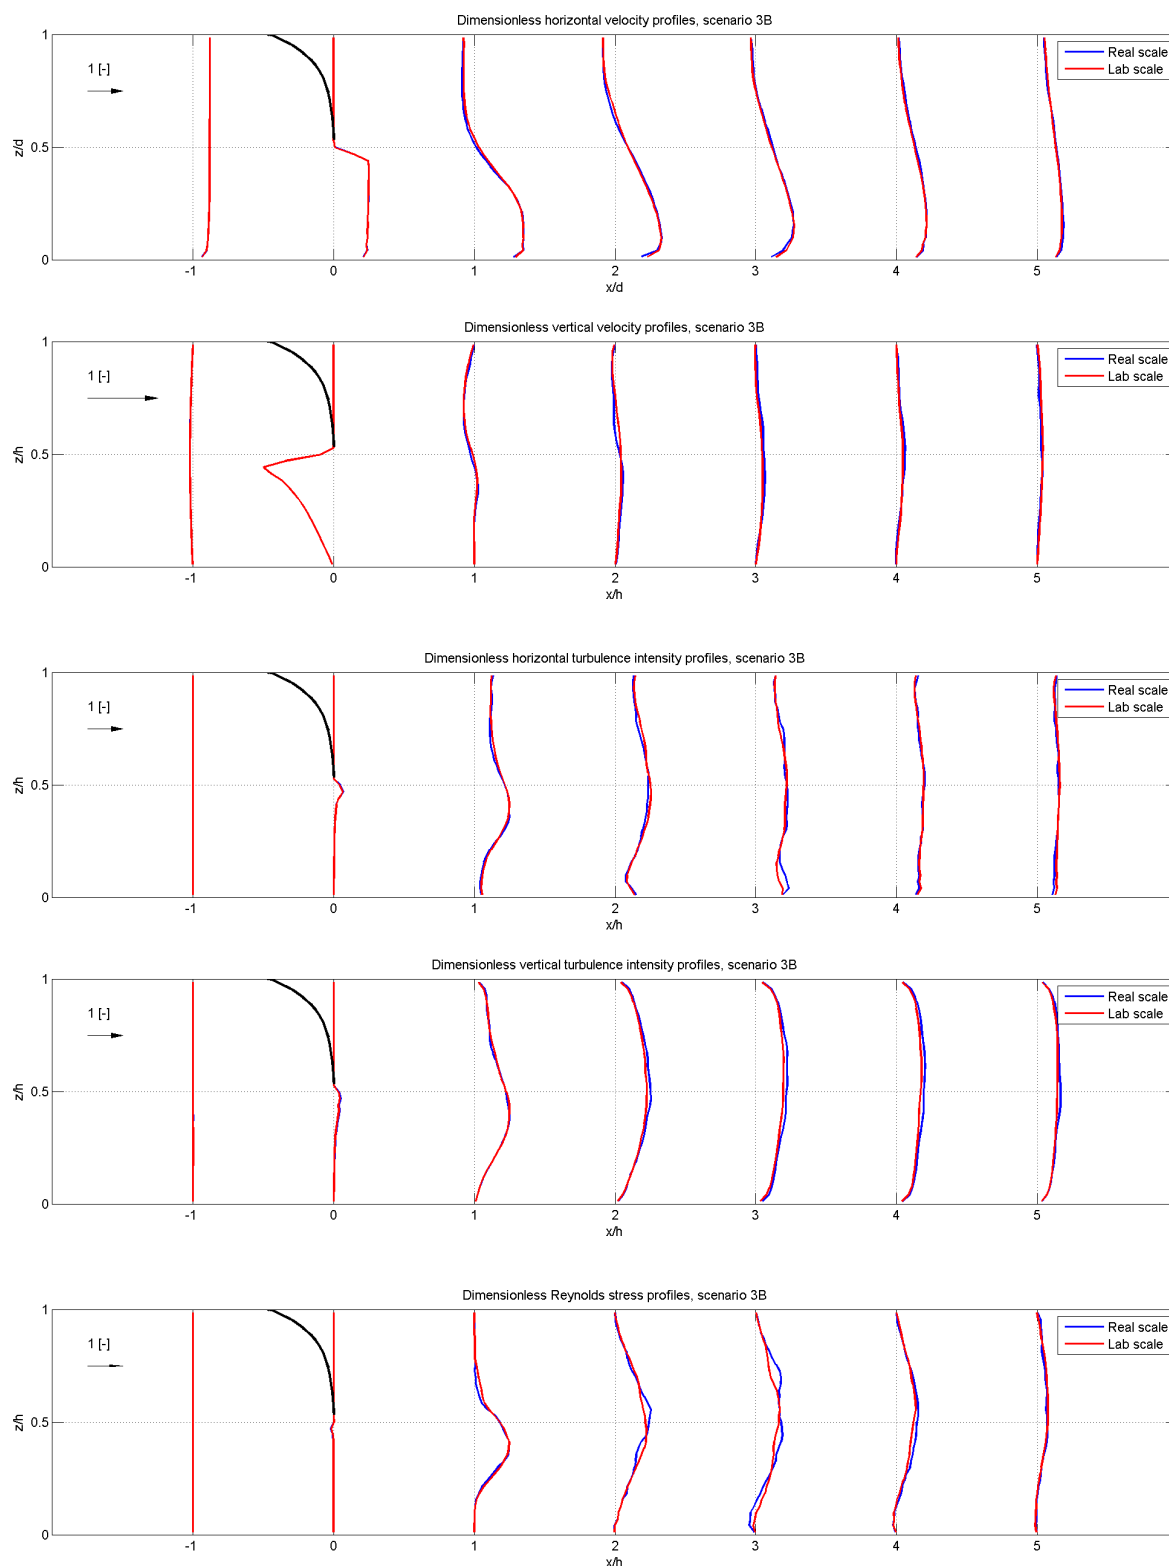 Dimensionless horizontal velocity profiles, scenario 3B
1
1 [-]
Real scale
Lab scale
z/d
0.5
0
-1 0 1 2 3 4 5
x/d
Dimensionless vertical velocity profiles, scenario 3B
1
1 [-]
Real scale
Lab scale
z/h
0.5
0
-1 0 1 2 3 4 5
x/h
Dimensionless horizontal turbulence intensity profiles, scenario 3B
1
1 [-]
Real scale
Lab scale
z/h
0.5
0
-1 0 1 2 3 4 5
x/h
Dimensionless vertical turbulence intensity profiles, scenario 3B
1
1 [-]
Real scale
Lab scale
z/h
0.5
0
-1 0 1 2 3 4 5
x/h
Dimensionless Reynolds stress profiles, scenario 3B
1
1 [-]
Real scale
Lab scale
z/h
0.5
0
-1 0 1 2 3 4 5
x/h